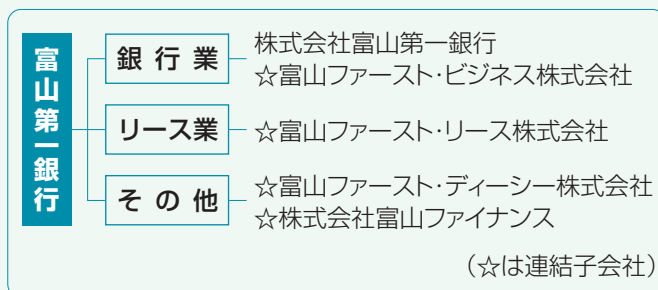 富山第一銀行
銀行業
株式会社富山第一銀行
☆富山ファースト･ビジネス株式会社
リース業
☆富山ファースト･リース株式会社
その他
☆富山ファースト･ディーシー株式会社
☆株式会社富山ファイナンス
（☆は連結子会社）